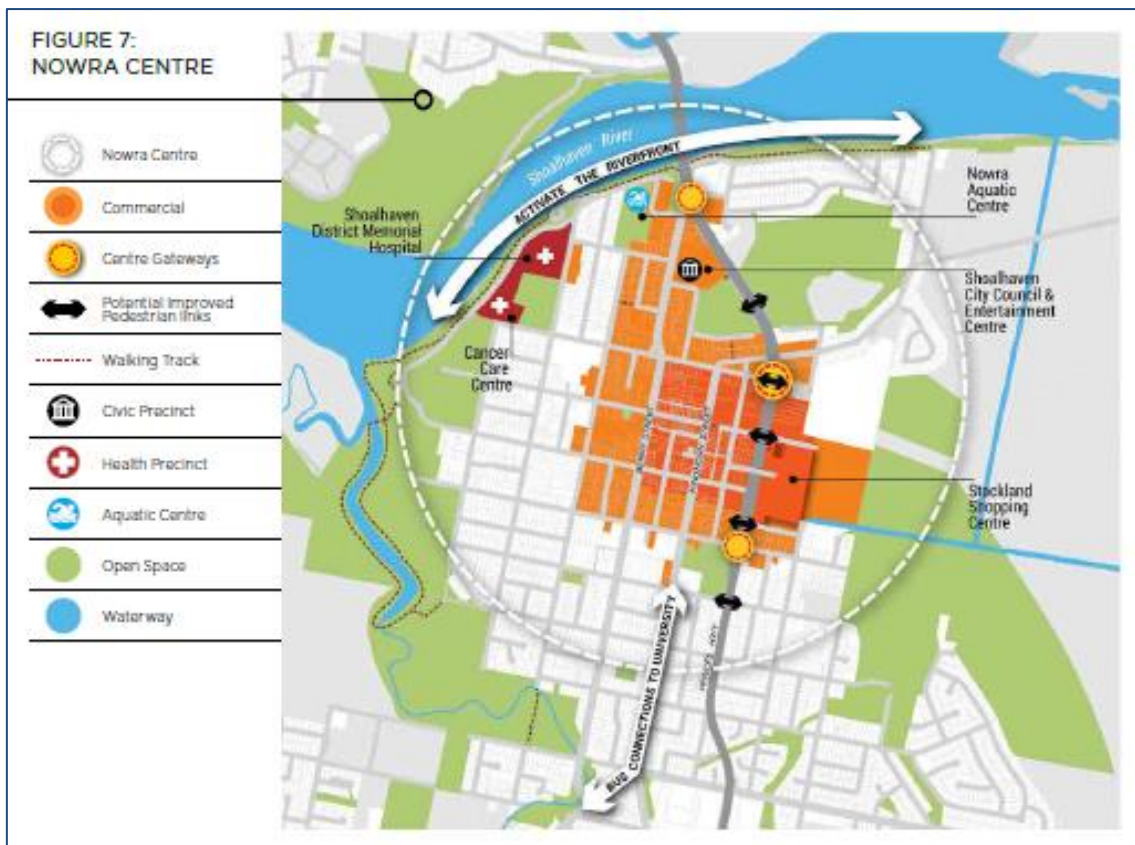 FIGURE 7:
NOWRA CENTRE
Nowra Centre
Commercial
Centre Gateways
Potential Improved
Pedestrian links
Walking Track
Civic Precinct
Health Precinct
Aquatic Centre
Open Space
Waterway
Shoalhaven River
ACTIVATE THE RIVERFRONT
Shoalhaven
District Memorial
Hospital
Nowra
Aquatic
Centre
Shoalhaven
City Council &
Entertainment
Centre
Cancer
Care
Centre
Stockland
Shopping
Centre
BUS CONNECTIONS TO UNIVERSITY